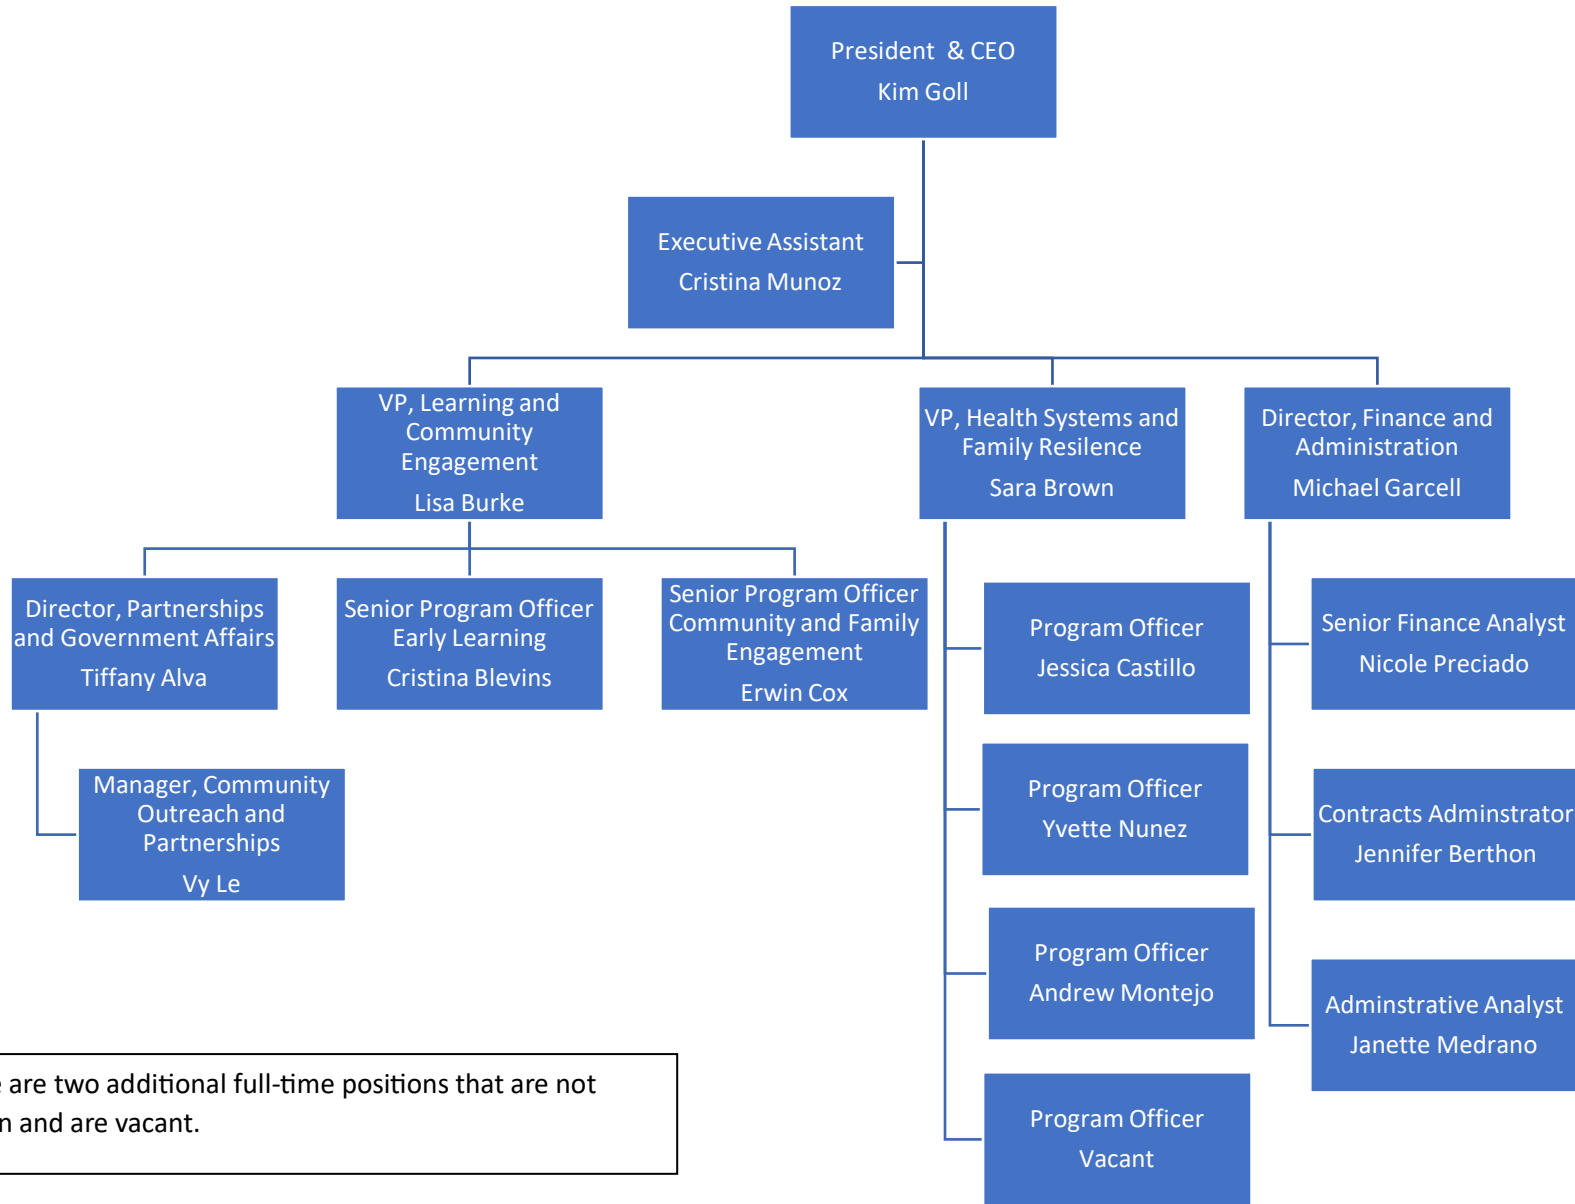 President & CEO
Kim Goll
Executive Assistant
Cristina Munoz
VP, Learning and
Community
Engagement
Lisa Burke
VP, Health Systems and
Family Resilence
Sara Brown
Director, Finance and
Administration
Michael Garcell
Director, Partnerships
and Government Affairs
Tiffany Alva
Senior Program Officer
Early Learning
Cristina Blevins
Senior Program Officer
Community and Family
Engagement
Erwin Cox
Manager, Community
Outreach and
Partnerships
Vy Le
Program Officer
Jessica Castillo
Program Officer
Yvette Nunez
Program Officer
Andrew Montejo
Program Officer
Vacant
Senior Finance Analyst
Nicole Preciado
Contracts Adminstrator
Jennifer Berthon
Adminstrative Analyst
Janette Medrano
are two additional full-time positions that are not
and are vacant.